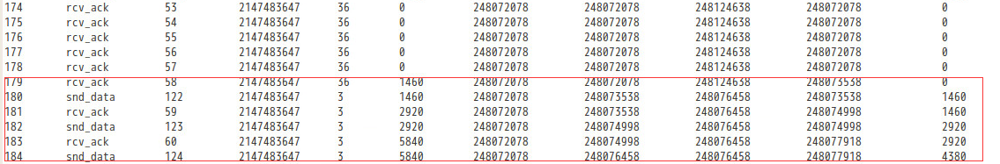 174 rcv_ack 53 2147483647 36 0 248072078 248072078 248124638 248072078 0
175 rcv_ack 54 2147483647 36 0 248072078 248072078 248124638 248072078 0
176 rcv_ack 55 2147483647 36 0 248072078 248072078 248124638 248072078 0
177 rcv_ack 56 2147483647 36 0 248072078 248072078 248124638 248072078 0
178 rcv_ack 57 2147483647 36 0 248072078 248072078 248124638 248072078 0
179 rcv_ack 58 2147483647 36 1460 248072078 248072078 248124638 248073538 0
180 snd_data 122 2147483647 3 1460 248072078 248073538 248076458 248073538 1460
181 rcv_ack 59 2147483647 3 2920 248072078 248073538 248076458 248074998 1460
182 snd_data 123 2147483647 3 2920 248072078 248074998 248076458 248074998 2920
183 rcv_ack 60 2147483647 3 5840 248072078 248074998 248076458 248077918 2920
184 snd_data 124 2147483647 3 5840 248072078 248076458 248076458 248077918 4380